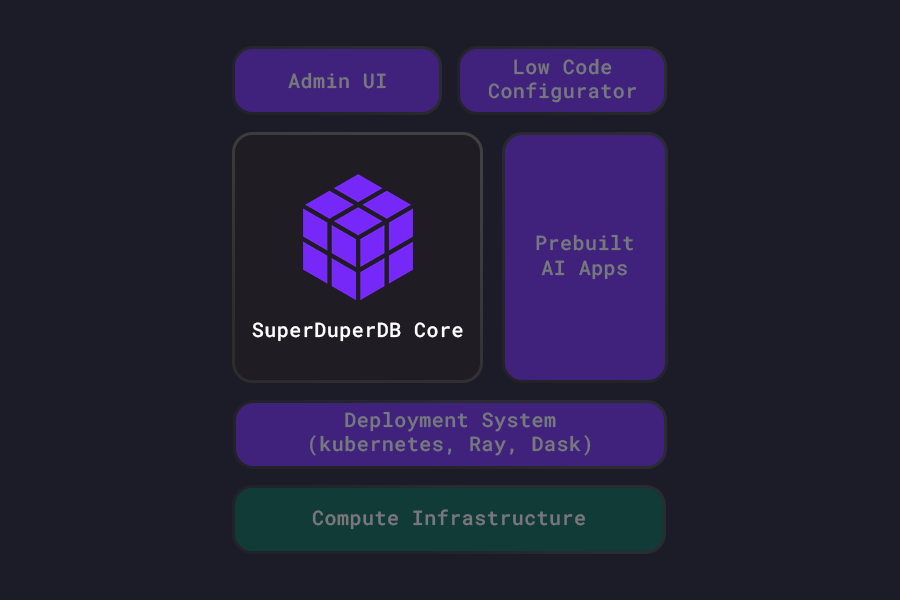 Admin UI
Low Code
Configurator
SuperDuperDB Core
Prebuilt
AI Apps
Deployment System
(kubernetes, Ray, Dask)
Compute Infrastructure